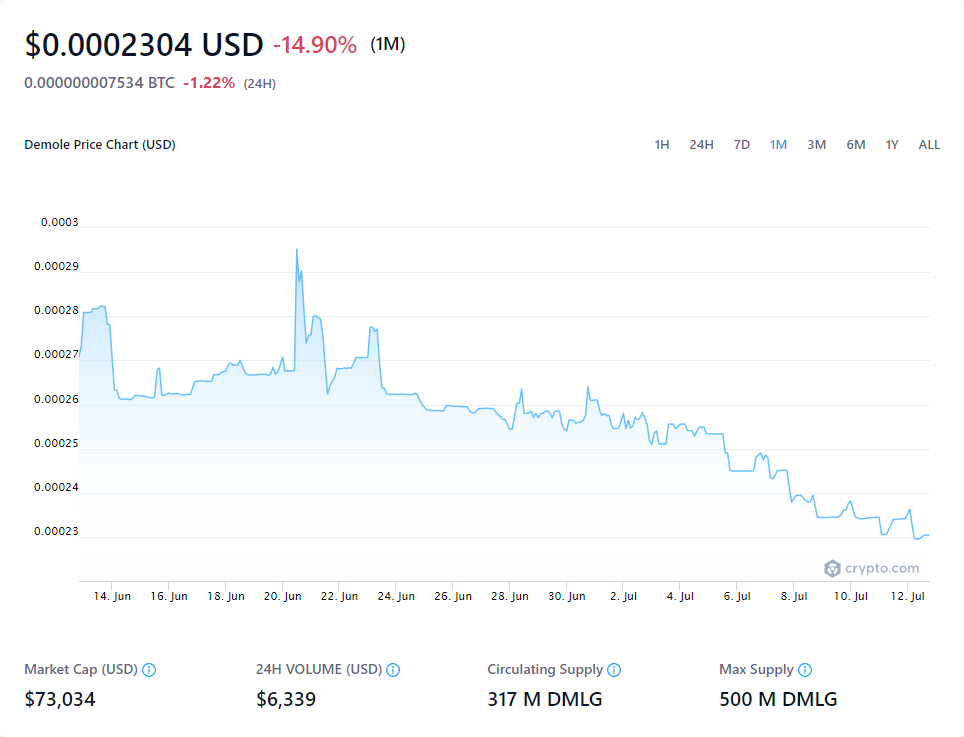 $0.0002304 USD -14.90% (1M)
0.000000007534 BTC -1.22% (24H)
Demole Price Chart (USD)
1H 24H 7D 1M 3M 6M 1Y ALL
0.0003
0.00029
0.00028
0.00027
0.00026
0.00025
0.00024
0.00023
crypto.com
14. Jun 16. Jun 18. Jun 20. Jun 22. Jun 24. Jun 26. Jun 28. Jun 30. Jun 2. Jul 4. Jul 6. Jul 8. Jul 10. Jul 12. Jul
Market Cap (USD) 24H VOLUME (USD) Circulating Supply Max Supply
$73,034 $6,339 317 M DMLG 500 M DMLG